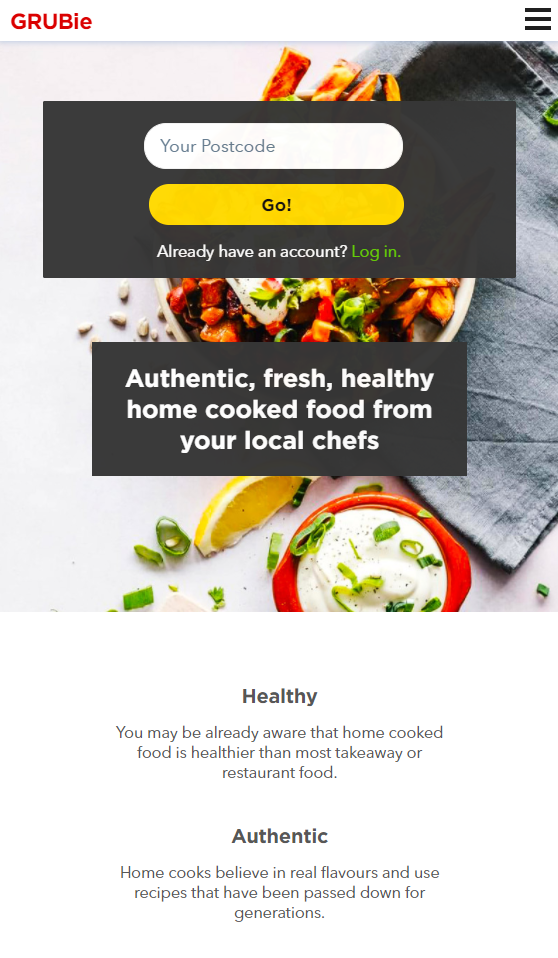 GRUBie
Your Postcode
Go!
Already have an account? Log in.
Authentic, fresh, healthy
home cooked food from
your local chefs
Healthy
You may be already aware that home cooked
food is healthier than most takeaway or
restaurant food.
Authentic
Home cooks believe in real flavours and use
recipes that have been passed down for
generations.